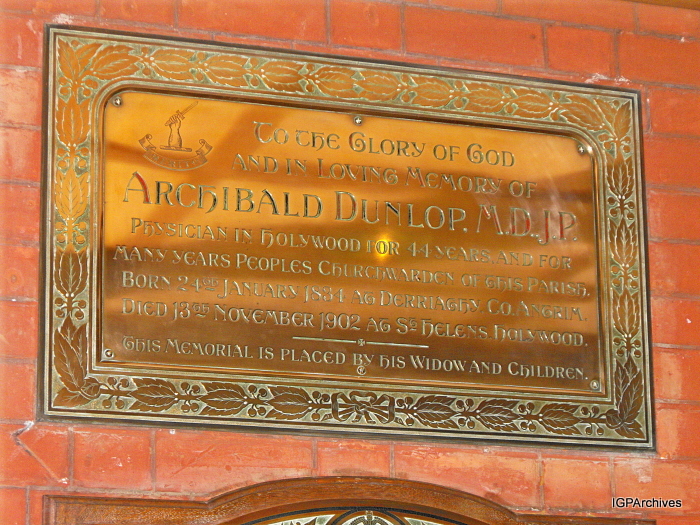 To the Glory of God
and in Loving Memory of
Archibald Dunlop, M.D., J.P.
Physician in Holywood for 44 years, and for
many years Peoples Churchwarden of this Parish.
Born 24th January 1834 at Derriaghy, Co. Antrim.
Died 13th November 1902 at St Helens, Holywood.
This Memorial is placed by his Widow and Children.
IGPArchives